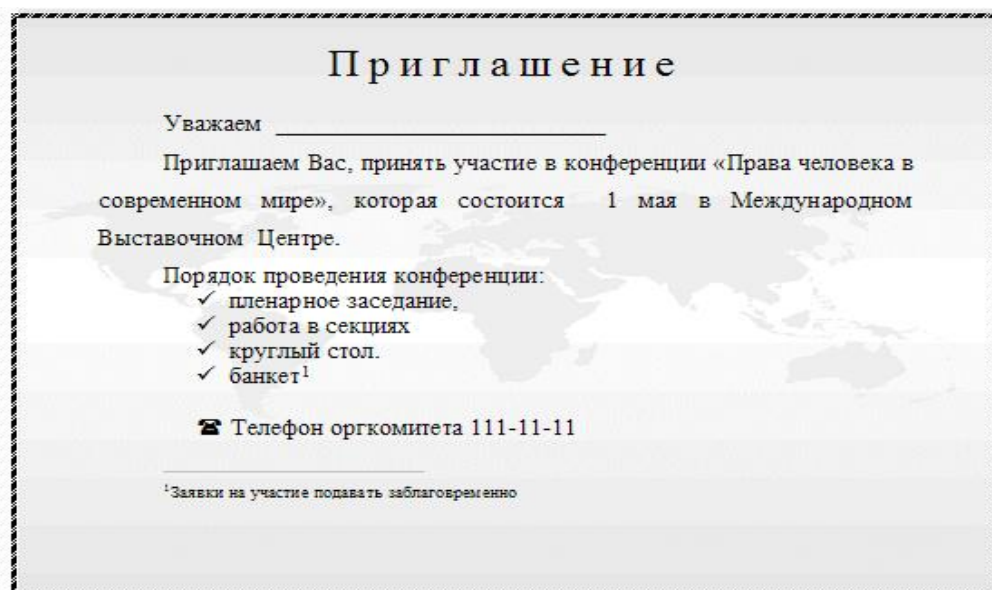 Приглашение
Уважаем ______________________________
Приглашаем Вас, принять участие в конференции «Права человека в
современном мире», которая состоится 1 мая в Международном
Выставочном Центре.
Порядок проведения конференции:
✓ пленарное заседание,
✓ работа в секциях
✓ круглый стол.
✓ банкет¹
☎ Телефон оргкомитета 111-11-11
¹Заявки на участие подавать заблаговременно